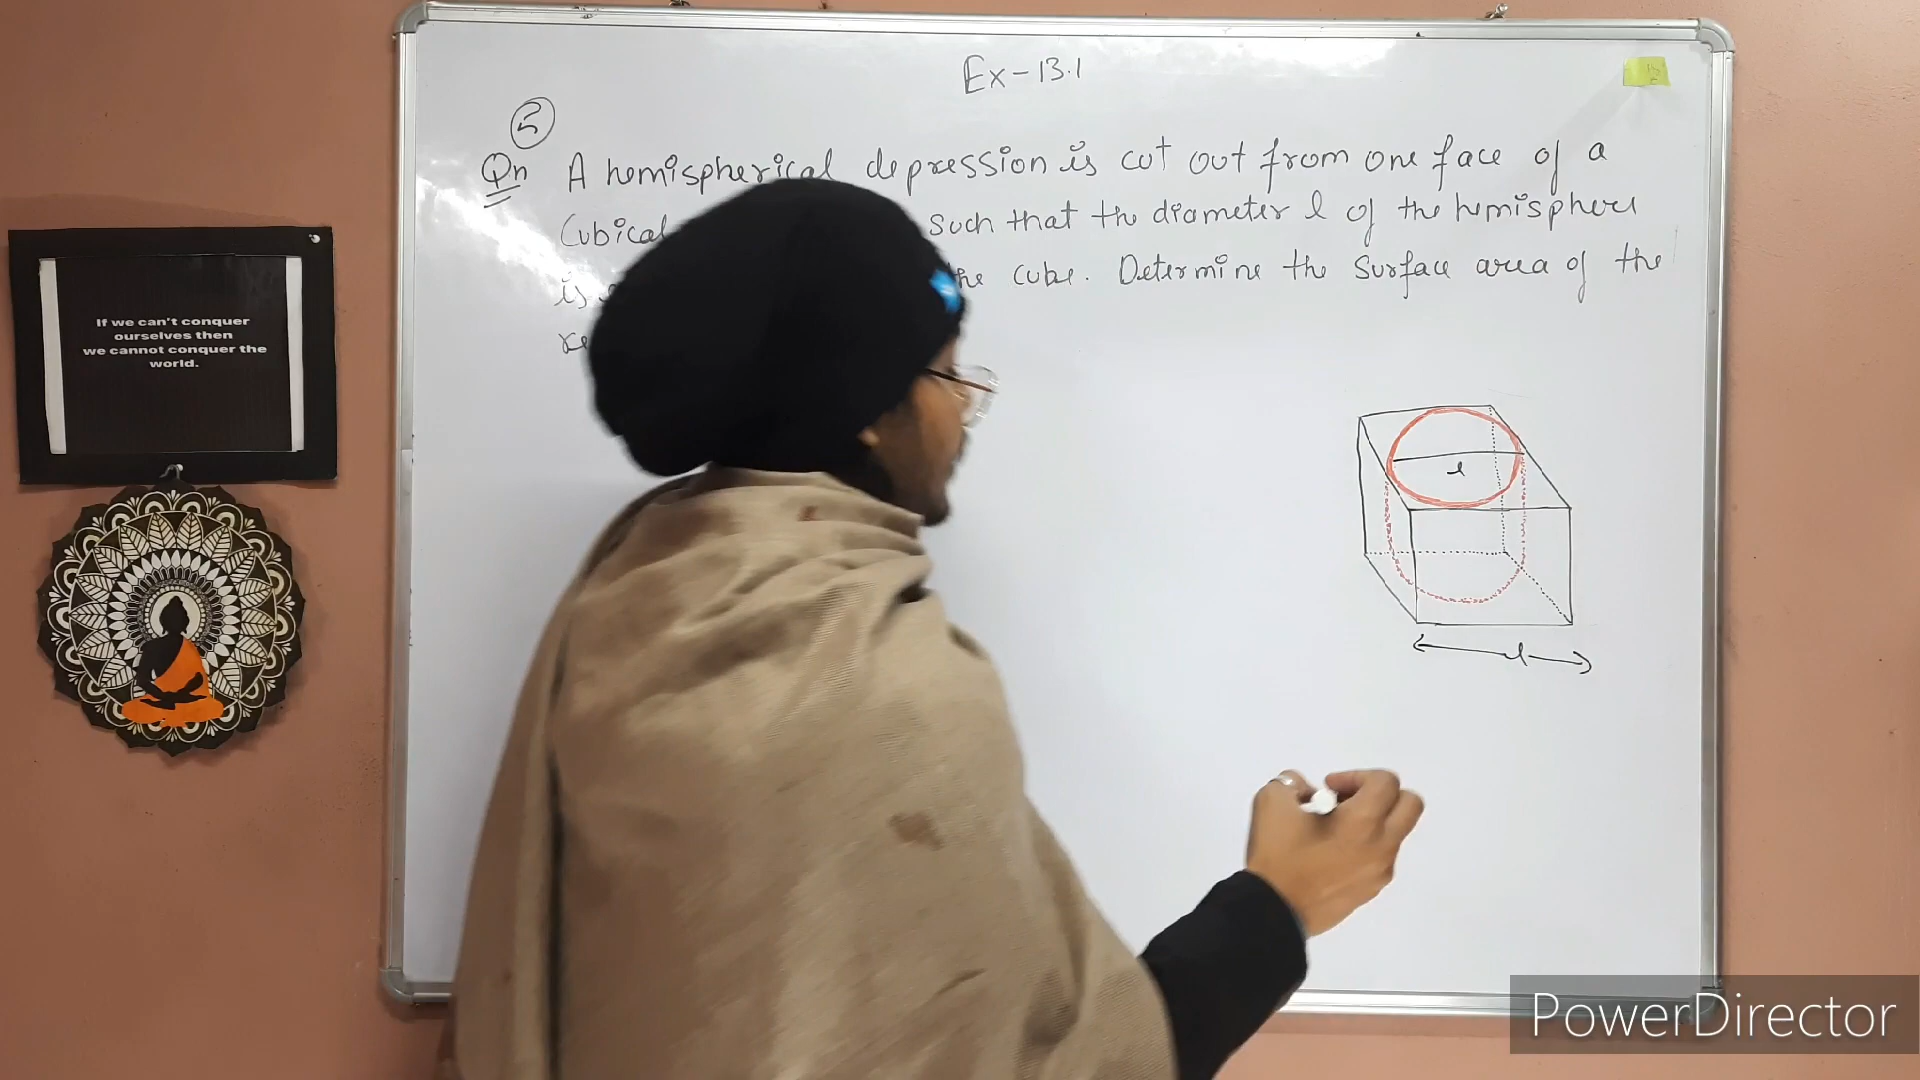 If we can't conquer
ourselves then
we cannot conquer the
world.
Ex-13.1
5
Qn A hemispherical depression is cut out from one face of a
Cubical such that the diameter l of the hemisphere
is the cube. Determine the surface area of the
l
l
PowerDirector